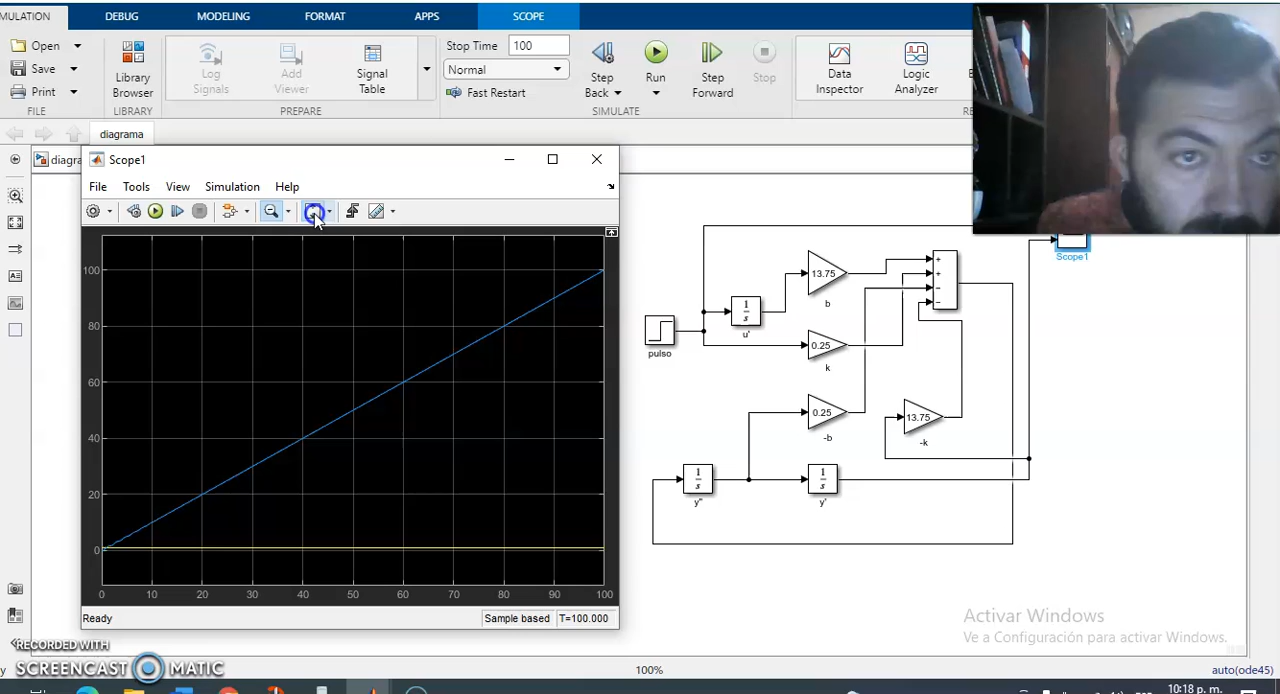 MULATION DEBUG MODELING FORMAT APPS SCOPE
Open
Save
Print
FILE
Library
Browser
LIBRARY
Log
Signals
Add
Viewer
Signal
Table
PREPARE
Stop Time 100
Normal
Fast Restart
Step
Back
Run
Step
Forward
Stop
SIMULATE
Data
Inspector
Logic
Analyzer
RE
diagrama
diagra
Scope1
File Tools View Simulation Help
100
80
60
40
20
0
0 10 20 30 40 50 60 70 80 90 100
Ready Sample based T=100.000
Scope1
13.75
b
1
s
u'
pulso
0.25
k
0.25
-b
13.75
-k
1
s
y''
1
s
y'
Activar Windows
Ve a Configuración para activar Windows.
RECORDED WITH
SCREENCAST MATIC
y 100% auto(ode45)
10:18 p. m.